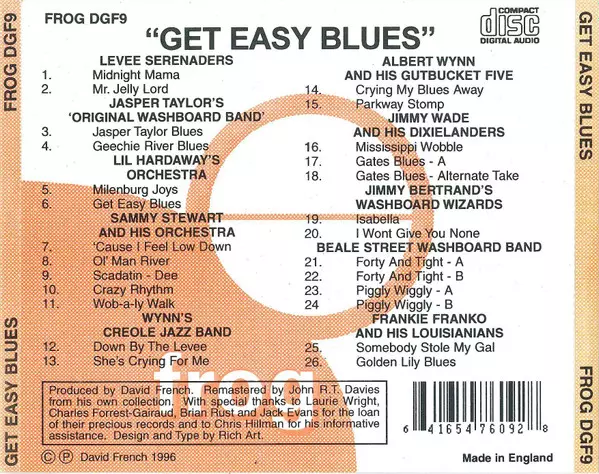 FROG DGF9
COMPACT
disc
DIGITAL AUDIO
"GET EASY BLUES"
LEVEE SERENADERS
1. Midnight Mama
2. Mr. Jelly Lord
JASPER TAYLOR'S
'ORIGINAL WASHBOARD BAND'
3. Jasper Taylor Blues
4. Geechie River Blues
LIL HARDAWAY'S
ORCHESTRA
5. Milenburg Joys
6. Get Easy Blues
SAMMY STEWART
AND HIS ORCHESTRA
7. 'Cause I Feel Low Down
8. Ol' Man River
9. Scadatin - Dee
10. Crazy Rhythm
11. Wob-a-ly Walk
WYNN'S
CREOLE JAZZ BAND
12. Down By The Levee
13. She's Crying For Me
ALBERT WYNN
AND HIS GUTBUCKET FIVE
14. Crying My Blues Away
15. Parkway Stomp
JIMMY WADE
AND HIS DIXIELANDERS
16. Mississippi Wobble
17. Gates Blues - A
18. Gates Blues - Alternate Take
JIMMY BERTRAND'S
WASHBOARD WIZARDS
19. Isabella
20. I Wont Give You None
BEALE STREET WASHBOARD BAND
21. Forty And Tight - A
22. Forty And Tight - B
23. Piggly Wiggly - A
24 Piggly Wiggly - B
FRANKIE FRANKO
AND HIS LOUISIANIANS
25. Somebody Stole My Gal
26. Golden Lily Blues
frog
Produced by David French. Remastered by John R.T. Davies
from his own collection. With special thanks to Laurie Wright,
Charles Forrest-Gairaud, Brian Rust and Jack Evans for the loan
of their precious records and to Chris Hillman for his informative
assistance. Design and Type by Rich Art.
Ⓒ Ⓟ David French 1996
6 41654 76092 8
Made in England
FROG DGF9
GET EASY BLUES
GET EASY BLUES
FROG DGF9